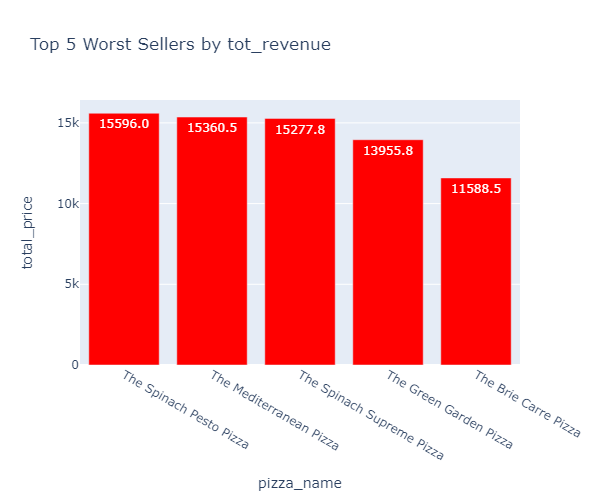 Top 5 Worst Sellers by tot_revenue
total_price
15k
10k
5k
0
15596.0
15360.5
15277.8
13955.8
11588.5
The Spinach Pesto Pizza
The Mediterranean Pizza
The Spinach Supreme Pizza
The Green Garden Pizza
The Brie Carre Pizza
pizza_name